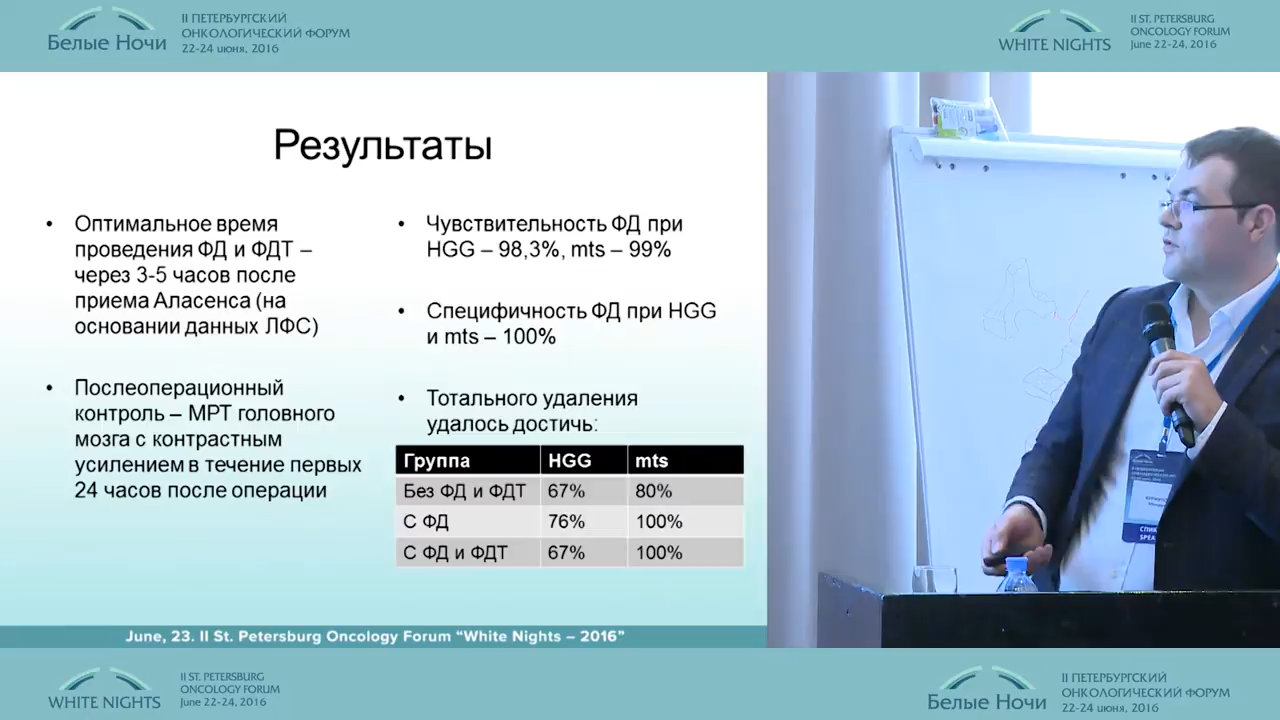 II ПЕТЕРБУРГСКИЙ
ОНКОЛОГИЧЕСКИЙ ФОРУМ
Белые Ночи
22-24 июня, 2016
II ST. PETERSBURG
ONCOLOGY FORUM
WHITE NIGHTS
June 22-24, 2016
Результаты
• Оптимальное время
проведения ФД и ФДТ –
через 3-5 часов после
приема Аласенса (на
основании данных ЛФС)
• Послеоперационный
контроль – МРТ головного
мозга с контрастным
усилением в течение первых
24 часов после операции
• Чувствительность ФД при
HGG – 98,3%, mts – 99%
• Специфичность ФД при HGG
и mts – 100%
• Тотального удаления
удалось достичь:
Группа HGG mts
Без ФД и ФДТ 67% 80%
С ФД 76% 100%
С ФД и ФДТ 67% 100%
June, 23. II St. Petersburg Oncology Forum “White Nights – 2016”
II ST. PETERSBURG
ONCOLOGY FORUM
WHITE NIGHTS
June 22-24, 2016
II ПЕТЕРБУРГСКИЙ
ОНКОЛОГИЧЕСКИЙ ФОРУМ
Белые Ночи
22-24 июня, 2016